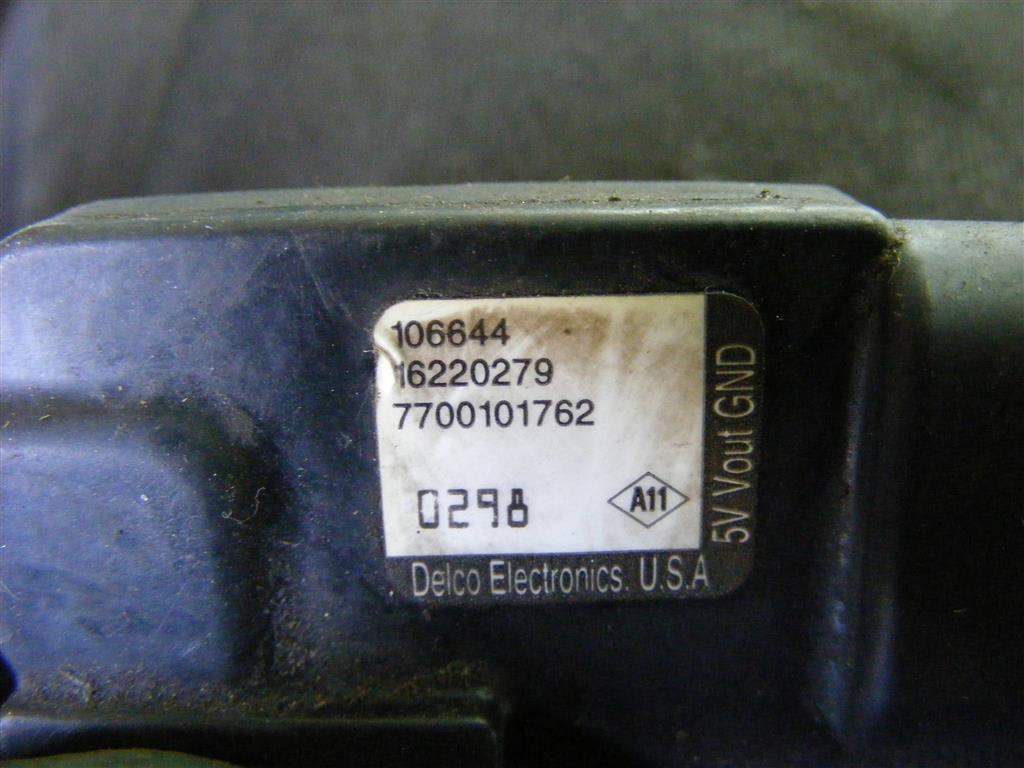 106644
16220279
7700101762
0298
A11
5V Vout GND
Delco Electronics. U.S.A